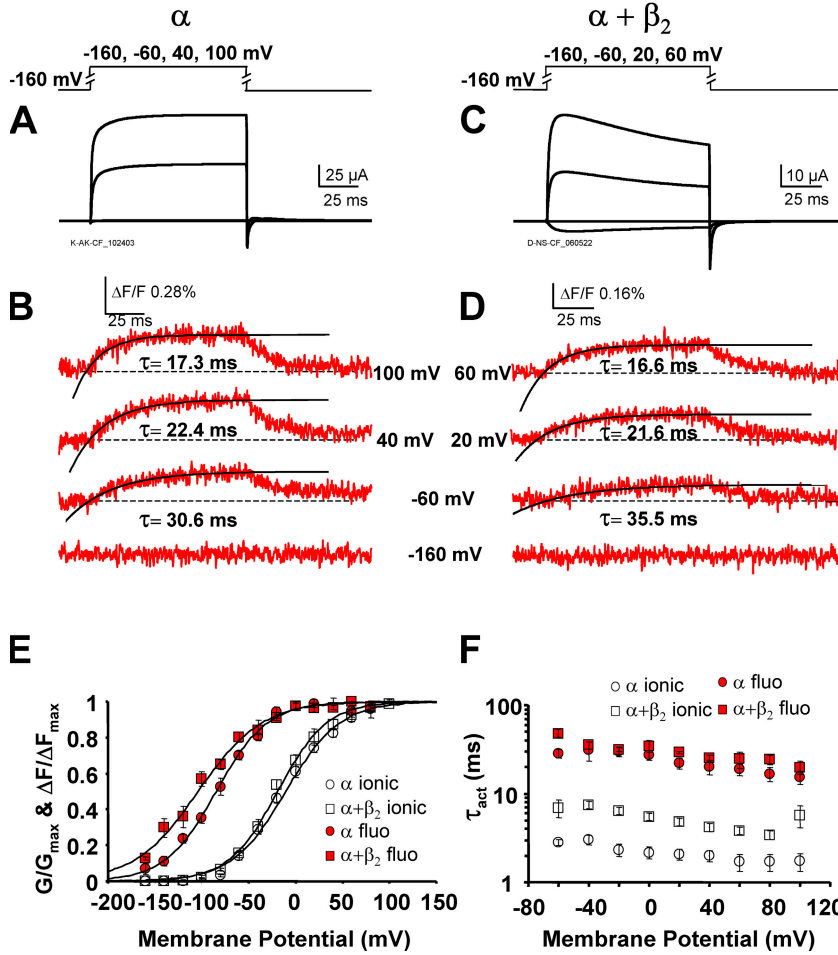 α
α + β2
-160, -60, 40, 100 mV
-160, -60, 20, 60 mV
-160 mV
-160 mV
A
C
25 µA
25 ms
10 µA
25 ms
K-AK-CF_102403
D-NS-CF_060522
B
ΔF/F 0.28%
25 ms
D
ΔF/F 0.16%
25 ms
τ= 17.3 ms
100 mV
60 mV
τ= 16.6 ms
τ= 22.4 ms
40 mV
20 mV
τ= 21.6 ms
-60 mV
τ= 30.6 ms
τ= 35.5 ms
-160 mV
E
G/Gmax & ΔF/ΔFmax
1
0.8
0.6
0.4
0.2
0
α ionic
α+β2 ionic
α fluo
α+β2 fluo
-200 -150 -100 -50 0 50 100 150
Membrane Potential (mV)
F
α ionic
α fluo
α+β2 ionic
α+β2 fluo
τact (ms)
100
10
1
-80 -40 0 40 80 120
Membrane Potential (mV)